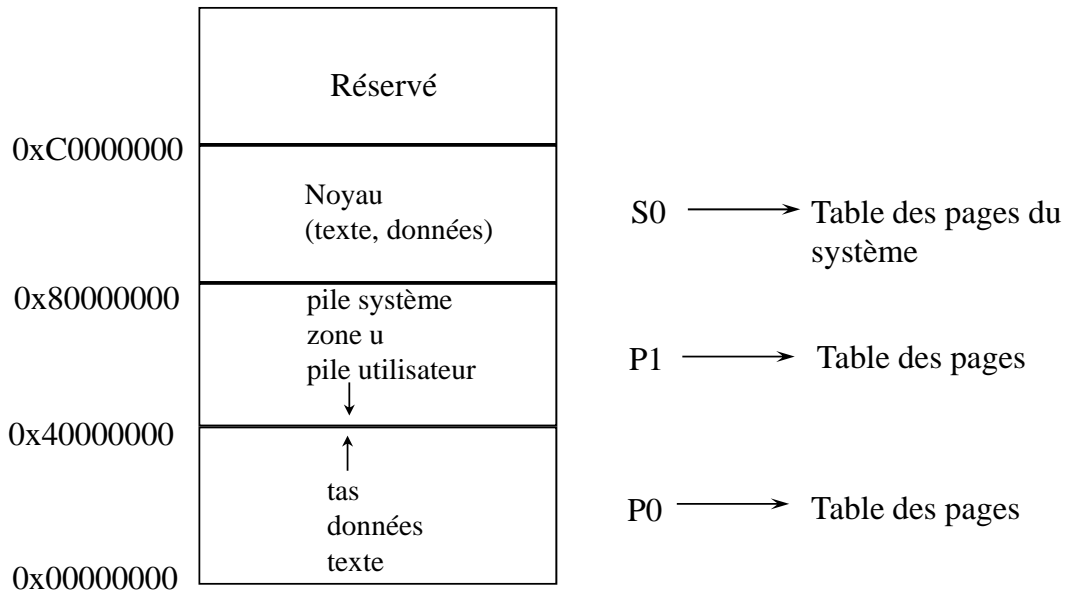 Réservé
0xC0000000
Noyau
(texte, données)
S0
Table des pages du
système
0x80000000
pile système
zone u
pile utilisateur
P1
Table des pages
0x40000000
tas
données
texte
P0
Table des pages
0x00000000